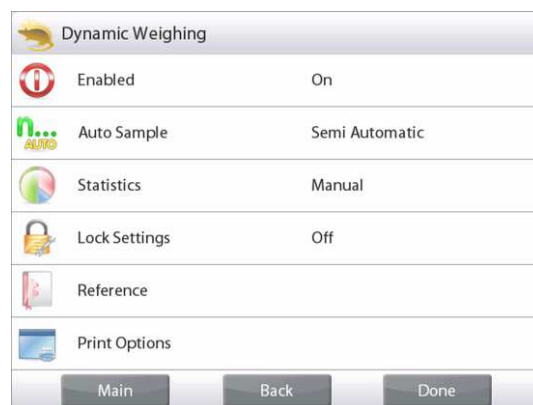 Dynamic Weighing
Enabled On
n... AUTO Auto Sample Semi Automatic
Statistics Manual
Lock Settings Off
Reference
Print Options
Main Back Done